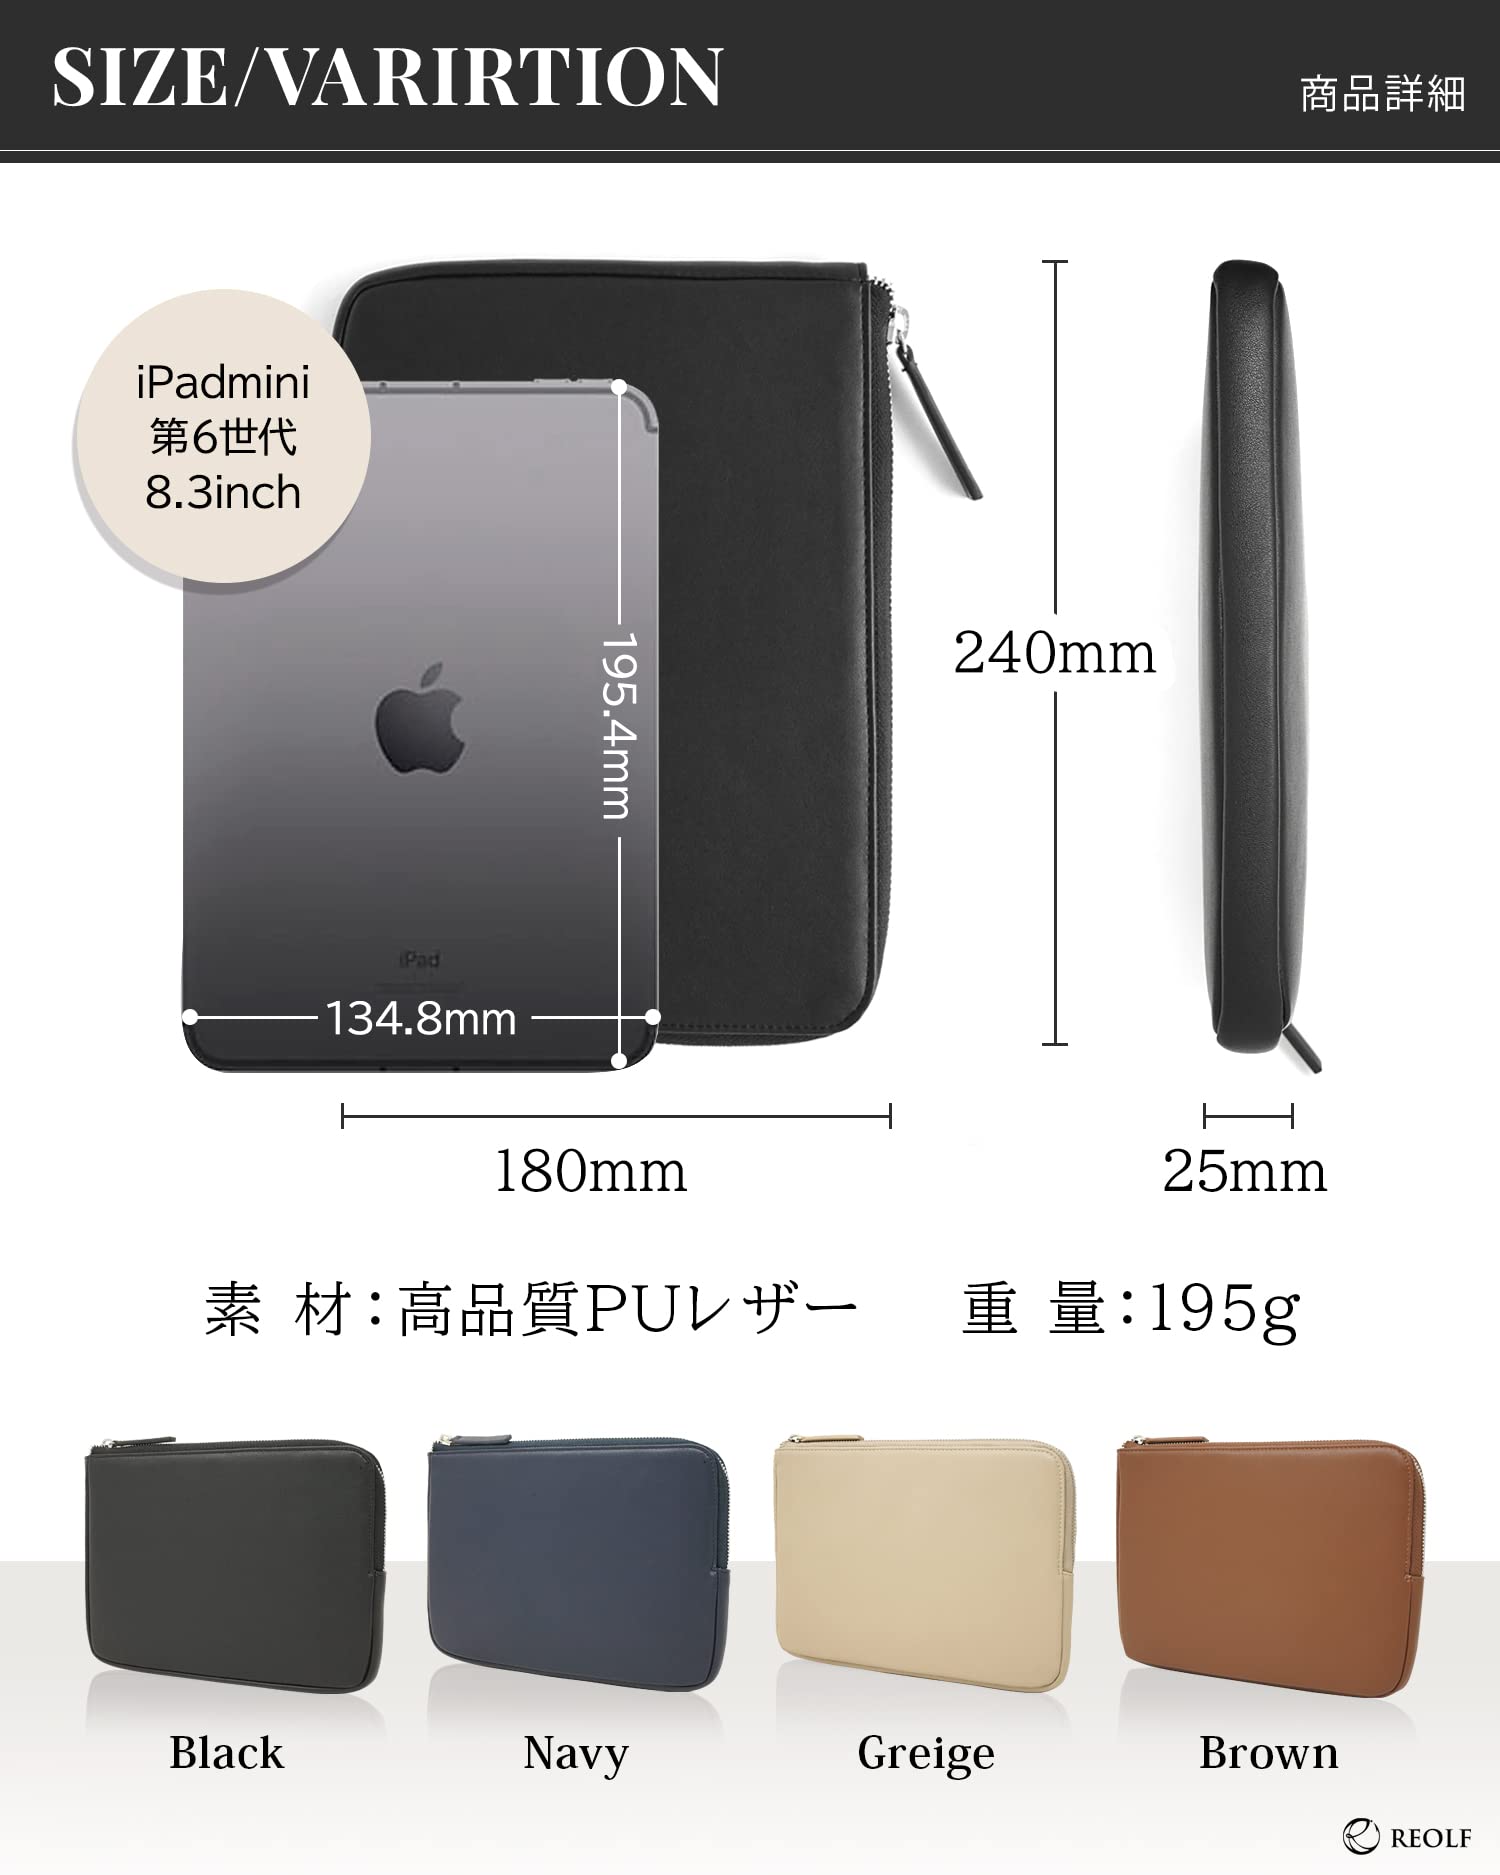 SIZE/VARIRTION
商品詳細
iPadmini
第6世代
8.3inch
195.4mm
240mm
iPad
134.8mm
180mm
25mm
素 材：高品質PUレザー 重 量：195g
Black
Navy
Greige
Brown
REOLF